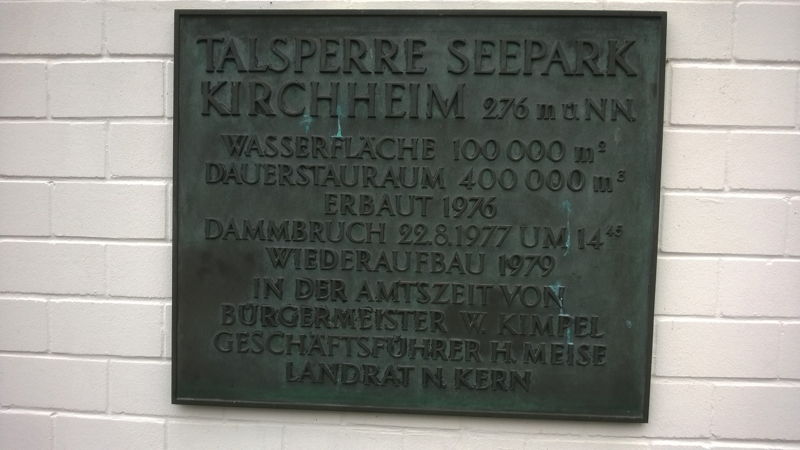 TALSPERRE SEEPARK
KIRCHHEIM 276 m ü. NN.
WASSERFLÄCHE 100 000 m²
DAUERSTAURAUM 400 000 m³
ERBAUT 1976
DAMMBRUCH 22.8.1977 UM 14⁴⁵
WIEDERAUFBAU 1979
IN DER AMTSZEIT VON
BÜRGERMEISTER W. KIMPEL
GESCHÄFTSFÜHRER H. MEISE
LANDRAT N. KERN